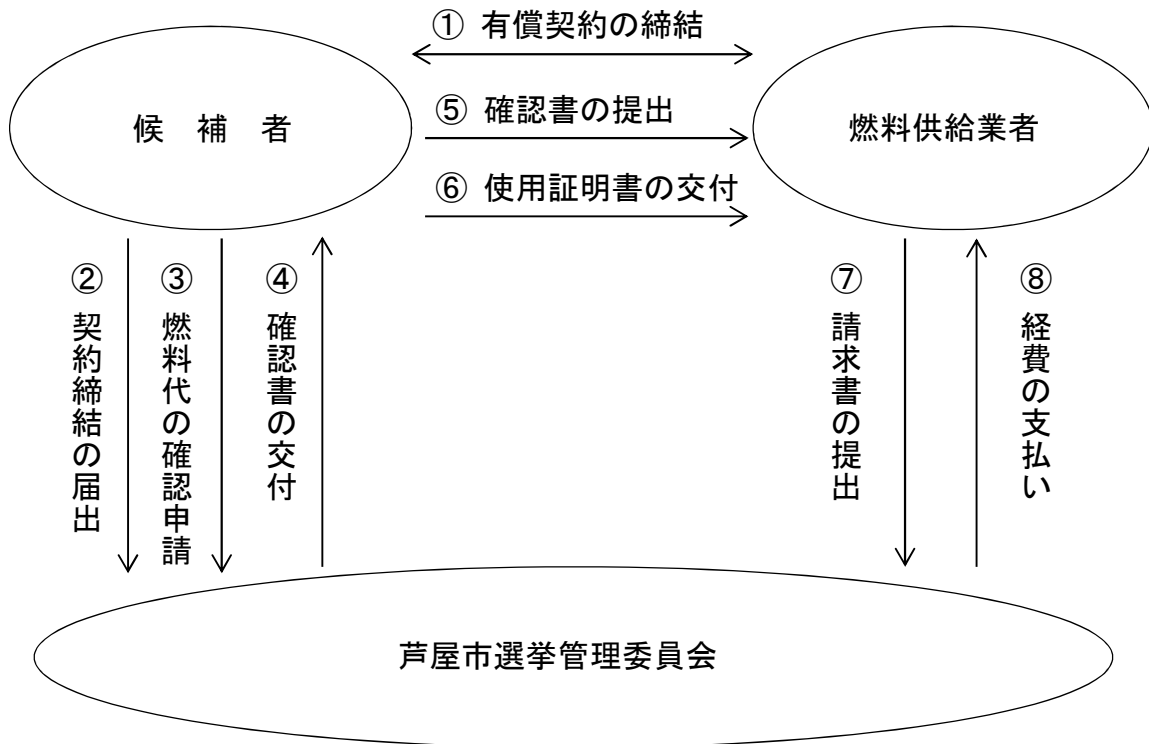 ① 有償契約の締結
候 補 者
⑤ 確認書の提出
燃料供給業者
⑥ 使用証明書の交付
② 契約締結の届出
③ 燃料代の確認申請
④ 確認書の交付
⑦ 請求書の提出
⑧ 経費の支払い
芦屋市選挙管理委員会